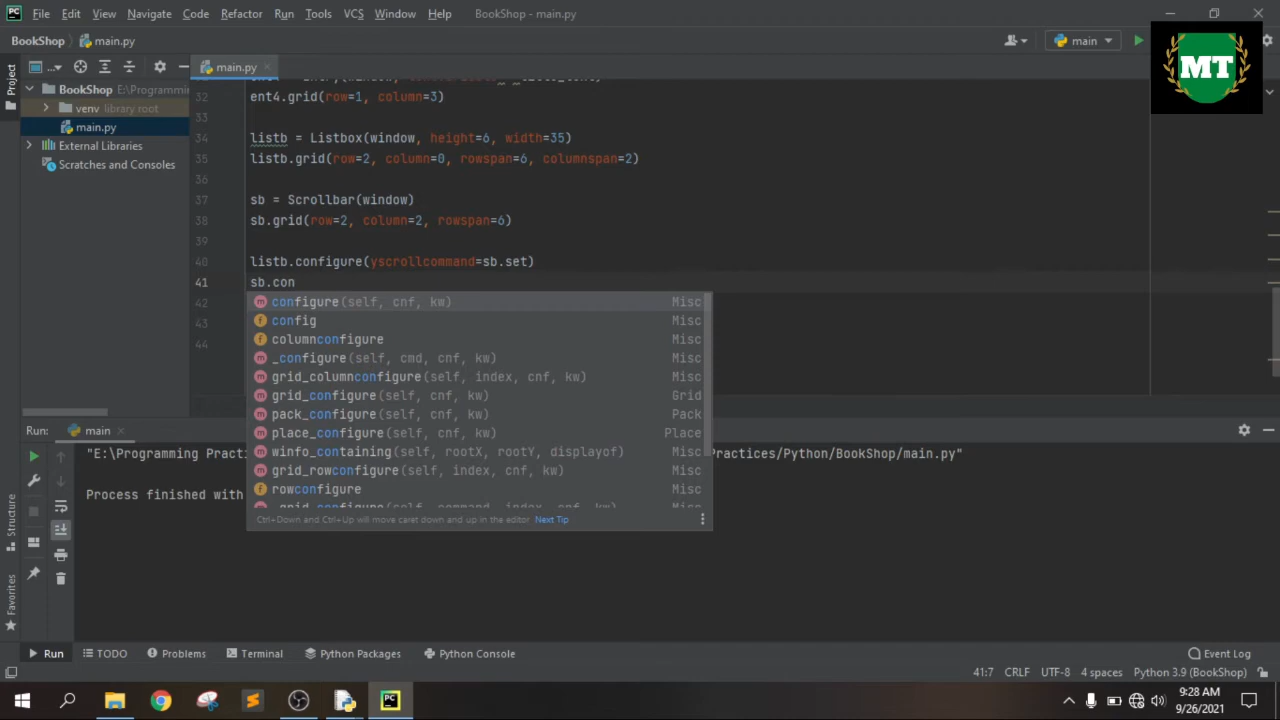 File Edit View Navigate Code Refactor Run Tools VCS Window Help BookShop - main.py
BookShop main.py main
MT
Project
main.py
BookShop E:\Programmin
venv library root
main.py
External Libraries
Scratches and Consoles
32 ent4.grid(row=1, column=3)
33
34 listb = Listbox(window, height=6, width=35)
35 listb.grid(row=2, column=0, rowspan=6, columnspan=2)
36
37 sb = Scrollbar(window)
38 sb.grid(row=2, column=2, rowspan=6)
39
40 listb.configure(yscrollcommand=sb.set)
41 sb.con
42
43
44
configure(self, cnf, kw) Misc
config Misc
columnconfigure Misc
_configure(self, cmd, cnf, kw) Misc
grid_columnconfigure(self, index, cnf, kw) Misc
grid_configure(self, cnf, kw) Grid
pack_configure(self, cnf, kw) Pack
place_configure(self, cnf, kw) Place
winfo_containing(self, rootX, rootY, displayof) Misc
grid_rowconfigure(self, index, cnf, kw) Misc
rowconfigure Misc
Ctrl+Down and Ctrl+Up will move caret down and up in the editor Next Tip
Run: main
"E:\Programming Practi ractices/Python/BookShop/main.py"
Process finished with
Structure
Favorites
Run TODO Problems Terminal Python Packages Python Console Event Log
41:7 CRLF UTF-8 4 spaces Python 3.9 (BookShop)
PC
9:28 AM
9/26/2021